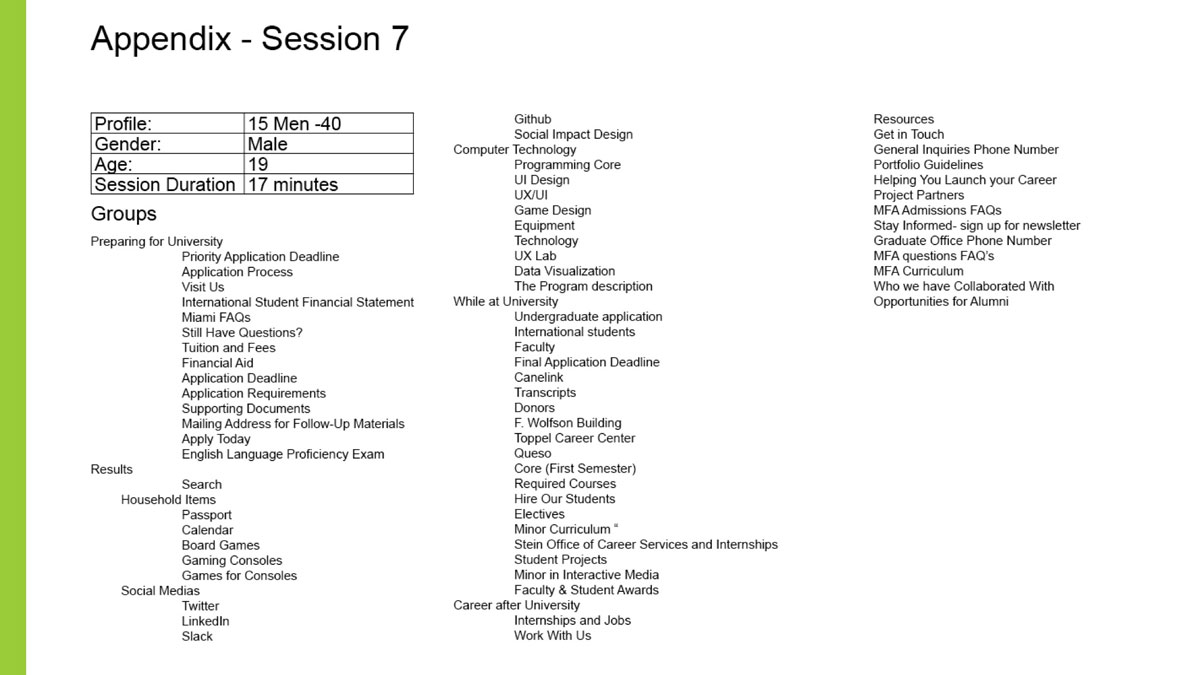 Appendix - Session 7
Profile: 15 Men -40
Gender: Male
Age: 19
Session Duration 17 minutes
Groups
Preparing for University
Priority Application Deadline
Application Process
Visit Us
International Student Financial Statement
Miami FAQs
Still Have Questions?
Tuition and Fees
Financial Aid
Application Deadline
Application Requirements
Supporting Documents
Mailing Address for Follow-Up Materials
Apply Today
English Language Proficiency Exam
Results
Search
Household Items
Passport
Calendar
Board Games
Gaming Consoles
Games for Consoles
Social Medias
Twitter
LinkedIn
Slack
Github
Social Impact Design
Computer Technology
Programming Core
UI Design
UX/UI
Game Design
Equipment
Technology
UX Lab
Data Visualization
The Program description
While at University
Undergraduate application
International students
Faculty
Final Application Deadline
Canelink
Transcripts
Donors
F. Wolfson Building
Toppel Career Center
Queso
Core (First Semester)
Required Courses
Hire Our Students
Electives
Minor Curriculum “
Stein Office of Career Services and Internships
Student Projects
Minor in Interactive Media
Faculty & Student Awards
Career after University
Internships and Jobs
Work With Us
Resources
Get in Touch
General Inquiries Phone Number
Portfolio Guidelines
Helping You Launch your Career
Project Partners
MFA Admissions FAQs
Stay Informed- sign up for newsletter
Graduate Office Phone Number
MFA questions FAQ's
MFA Curriculum
Who we have Collaborated With
Opportunities for Alumni